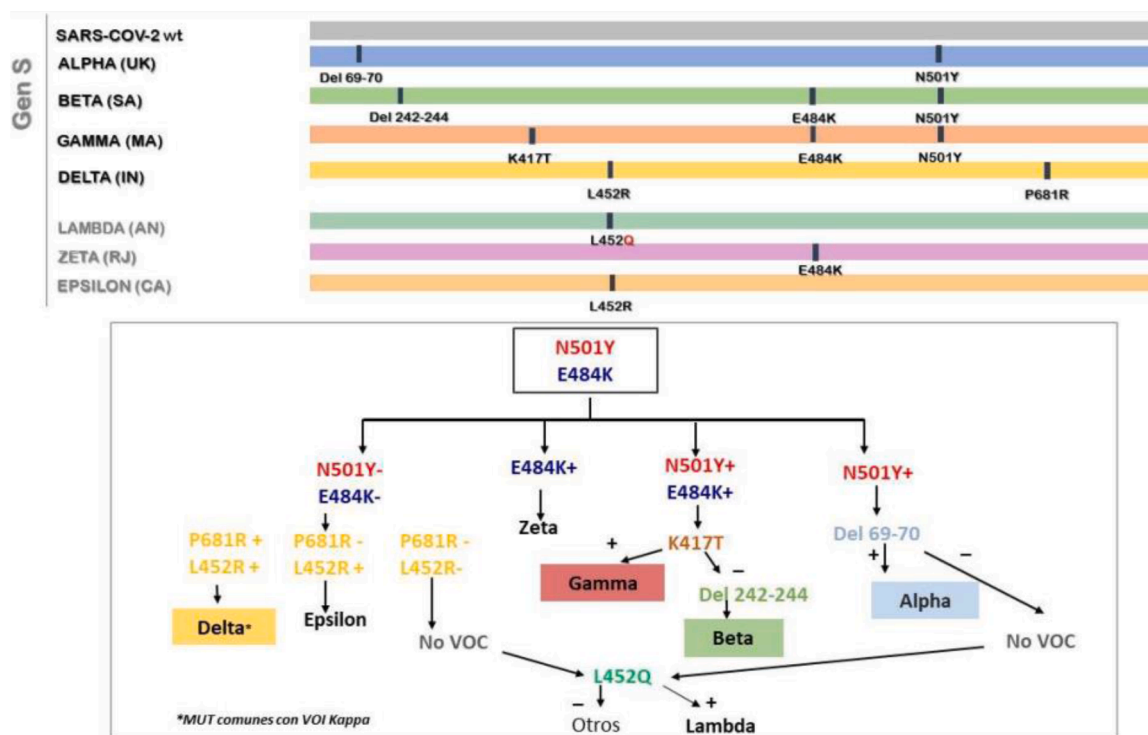 Gen S
SARS-COV-2 wt
ALPHA (UK)
Del 69-70 N501Y
BETA (SA)
Del 242-244 E484K N501Y
GAMMA (MA)
K417T E484K N501Y
DELTA (IN)
L452R P681R
LAMBDA (AN)
L452Q
ZETA (RJ)
E484K
EPSILON (CA)
L452R
N501Y
E484K
N501Y- E484K+ N501Y+ N501Y+
E484K- E484K+
Zeta
P681R + P681R - P681R - + K417T Del 69-70
L452R + L452R + L452R- + −
Gamma − Del 242-244 Alpha
Delta* Epsilon
No VOC Beta No VOC
L452Q
− +
*MUT comunes con VOI Kappa Otros Lambda